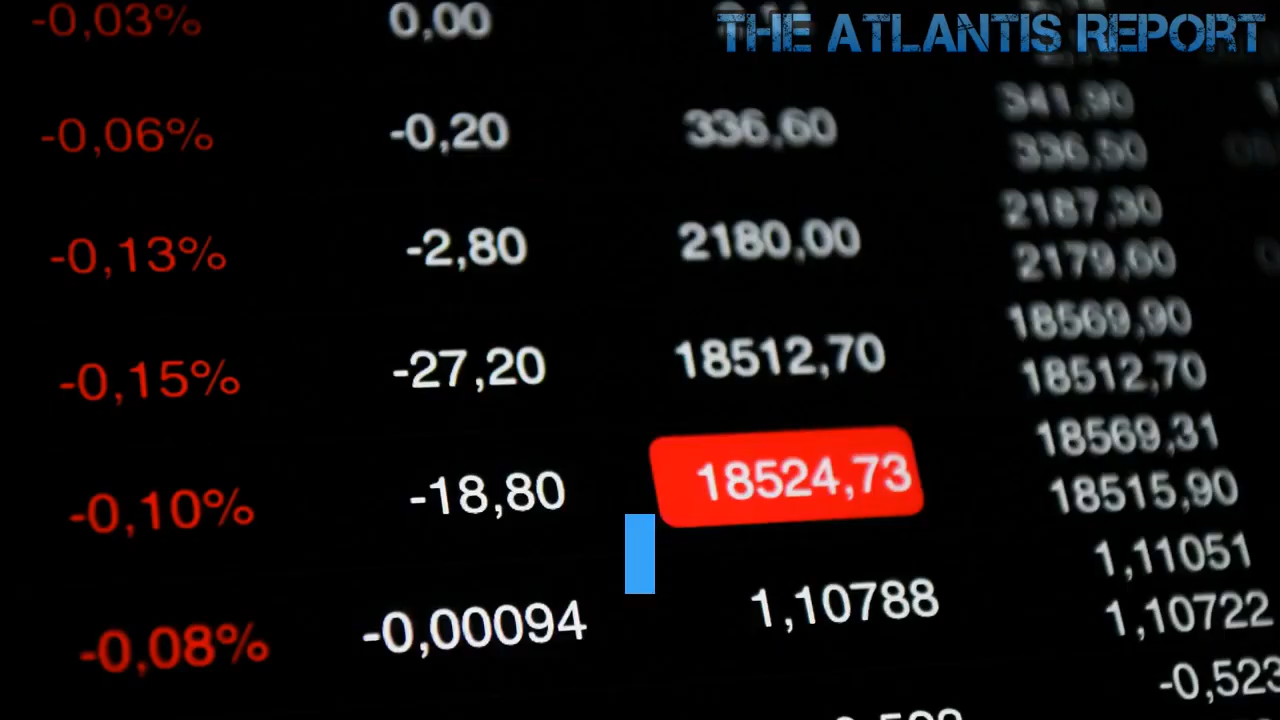 THE ATLANTIS REPORT
-0,03% 0,00
-0,06% -0,20 336,60 341,90
336,50
-0,13% -2,80 2180,00 2187,30
2179,60
-0,15% -27,20 18512,70 18569,90
18512,70
-0,10% -18,80 18524,73 18569,31
18515,90
-0,08% -0,00094 1,10788 1,11051
1,10722
-0,523